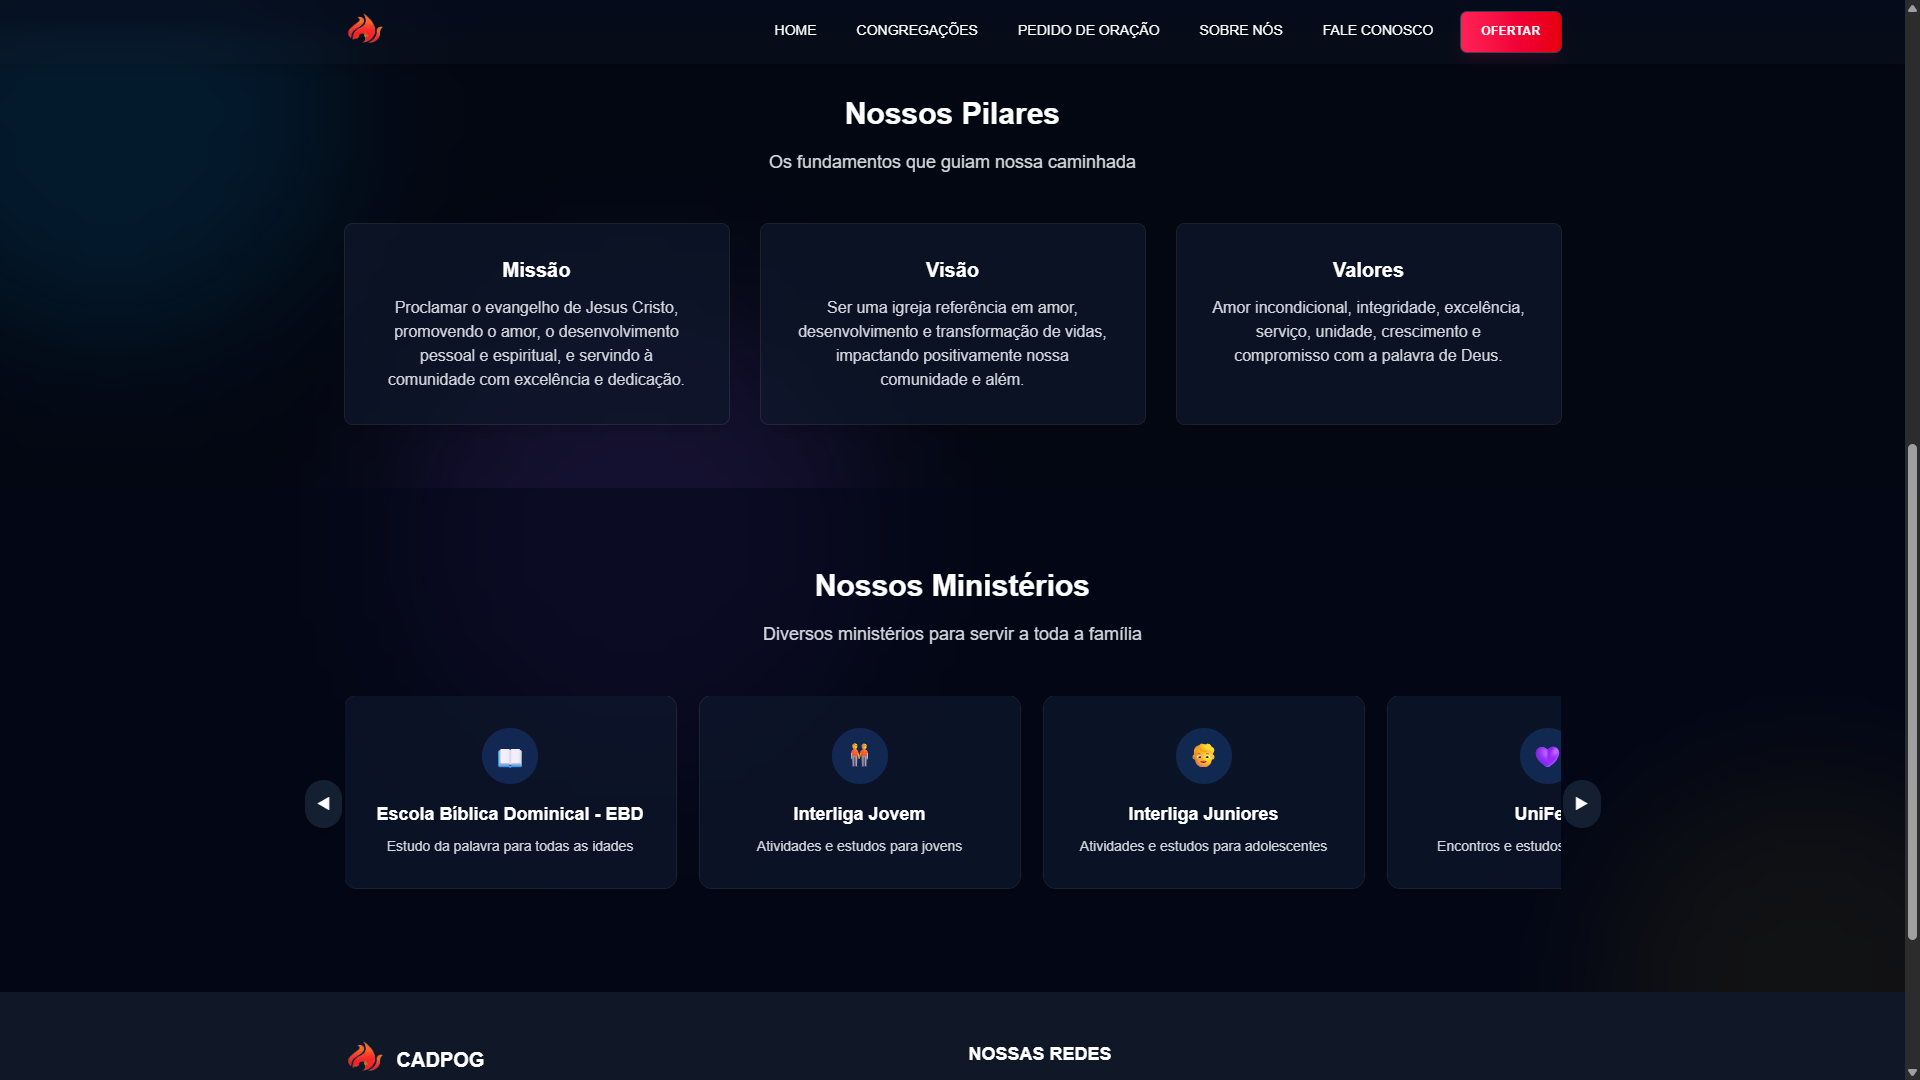 HOME CONGREGAÇÕES PEDIDO DE ORAÇÃO SOBRE NÓS FALE CONOSCO OFERTAR
Nossos Pilares
Os fundamentos que guiam nossa caminhada
Missão
Proclamar o evangelho de Jesus Cristo,
promovendo o amor, o desenvolvimento
pessoal e espiritual, e servindo à
comunidade com excelência e dedicação.
Visão
Ser uma igreja referência em amor,
desenvolvimento e transformação de vidas,
impactando positivamente nossa
comunidade e além.
Valores
Amor incondicional, integridade, excelência,
serviço, unidade, crescimento e
compromisso com a palavra de Deus.
Nossos Ministérios
Diversos ministérios para servir a toda a família
Escola Bíblica Dominical - EBD
Estudo da palavra para todas as idades
Interliga Jovem
Atividades e estudos para jovens
Interliga Juniores
Atividades e estudos para adolescentes
UniFe
Encontros e estudos
CADPOG
NOSSAS REDES